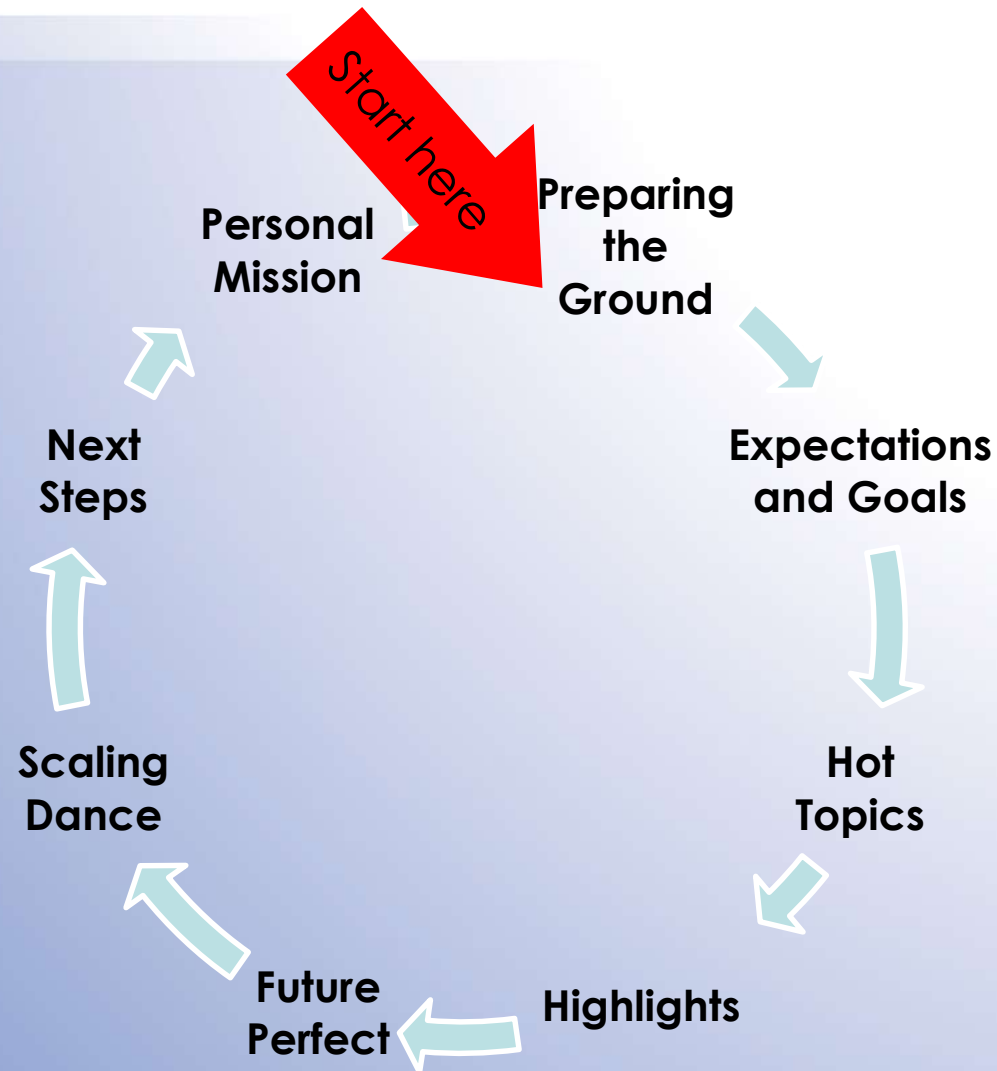 Start here
Preparing
the
Ground
Expectations
and Goals
Hot
Topics
Highlights
Future
Perfect
Scaling
Dance
Next
Steps
Personal
Mission